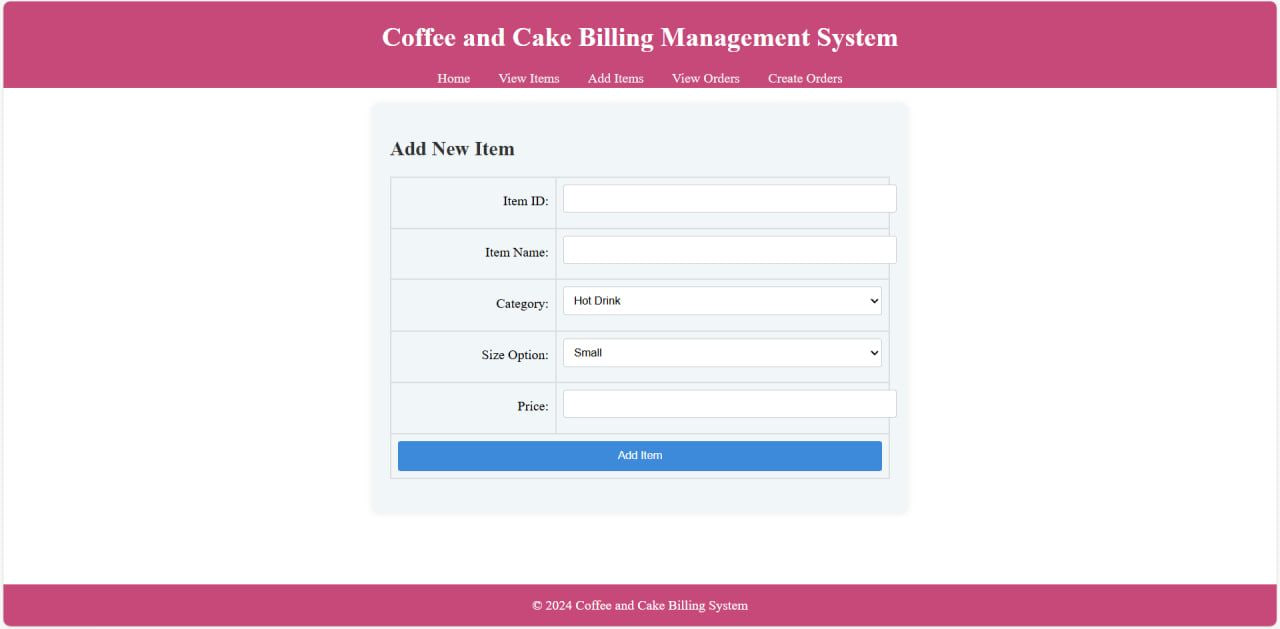 Coffee and Cake Billing Management System
Home View Items Add Items View Orders Create Orders
Add New Item
Item ID:
Item Name:
Category: Hot Drink
Size Option: Small
Price:
Add Item
© 2024 Coffee and Cake Billing System